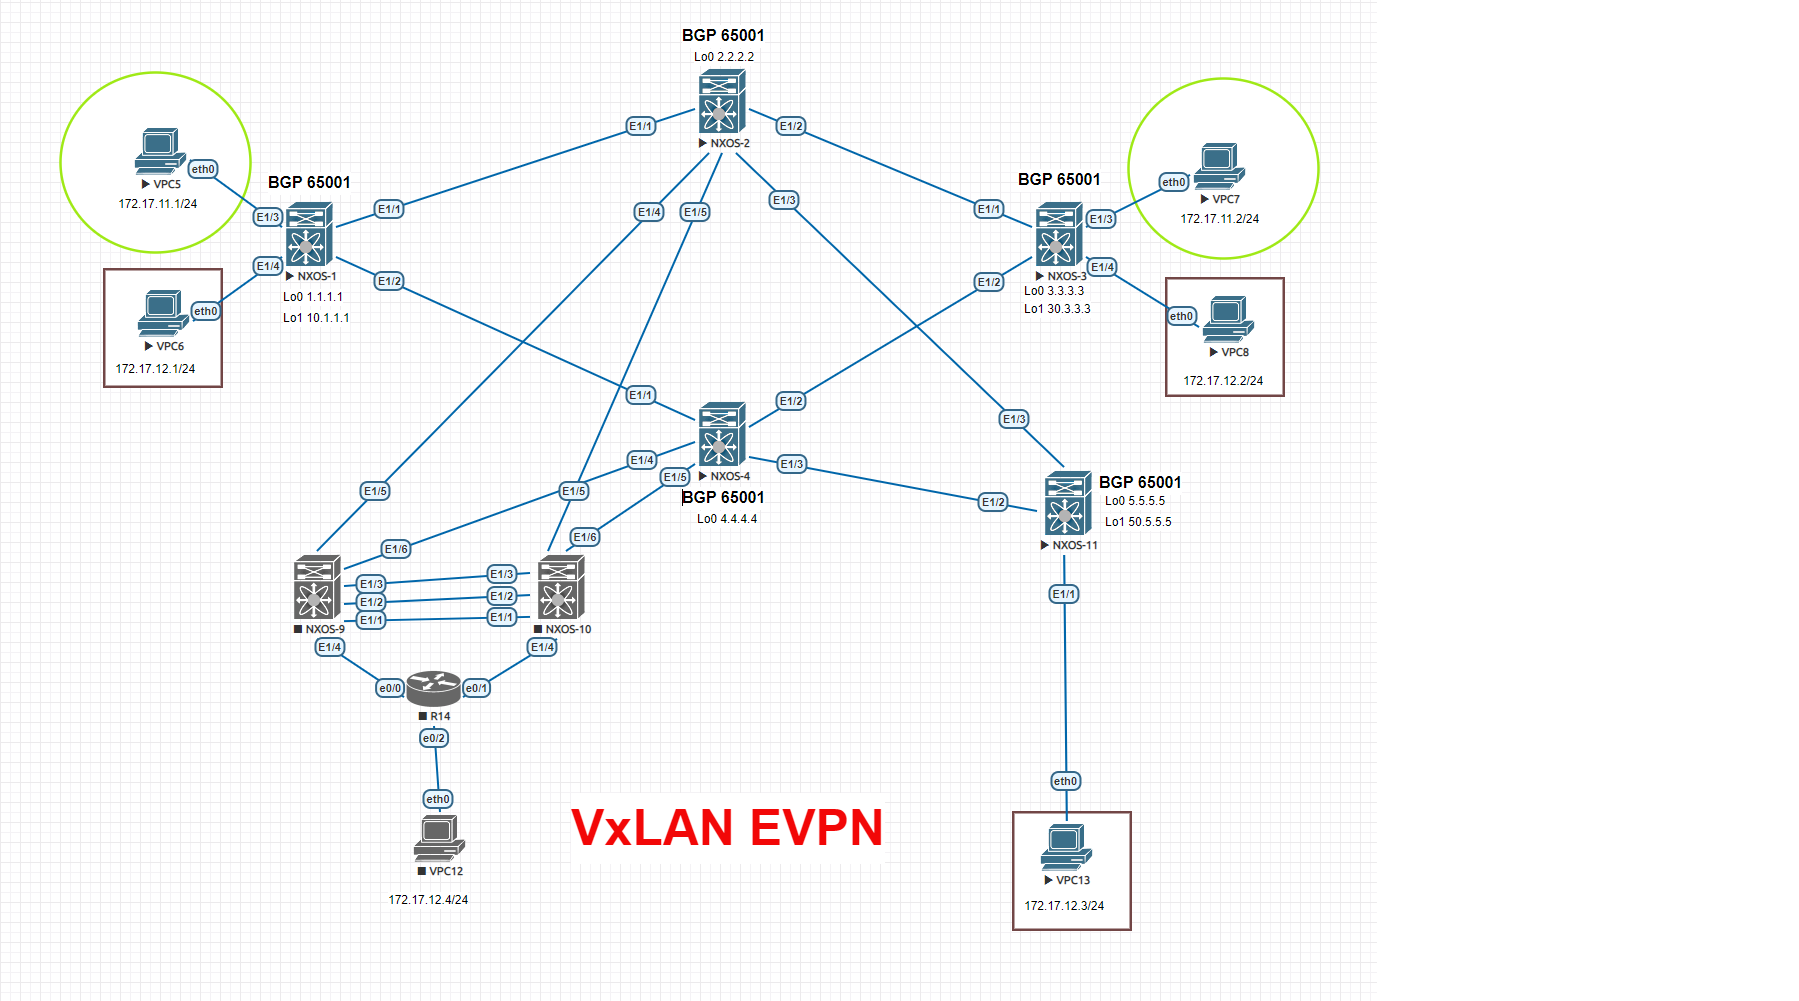 BGP 65001
Lo0 2.2.2.2
NXOS-2
E1/1
E1/2
E1/4
E1/5
E1/3
eth0
VPC5
172.17.11.1/24
BGP 65001
E1/3
E1/1
E1/4
NXOS-1
E1/2
Lo0 1.1.1.1
Lo1 10.1.1.1
eth0
VPC6
172.17.12.1/24
BGP 65001
E1/1
E1/3
eth0
VPC7
172.17.11.2/24
NXOS-3
E1/4
E1/2
Lo0 3.3.3.3
Lo1 30.3.3.3
eth0
VPC8
172.17.12.2/24
E1/1
E1/2
E1/4
E1/5
E1/3
NXOS-4
BGP 65001
Lo0 4.4.4.4
E1/3
E1/2
BGP 65001
Lo0 5.5.5.5
Lo1 50.5.5.5
NXOS-11
E1/1
E1/5
E1/5
E1/6
E1/6
E1/3
E1/3
E1/2
E1/2
E1/1
E1/1
NXOS-9
NXOS-10
E1/4
E1/4
e0/0
e0/1
R14
e0/2
eth0
VPC12
172.17.12.4/24
VxLAN EVPN
eth0
VPC13
172.17.12.3/24